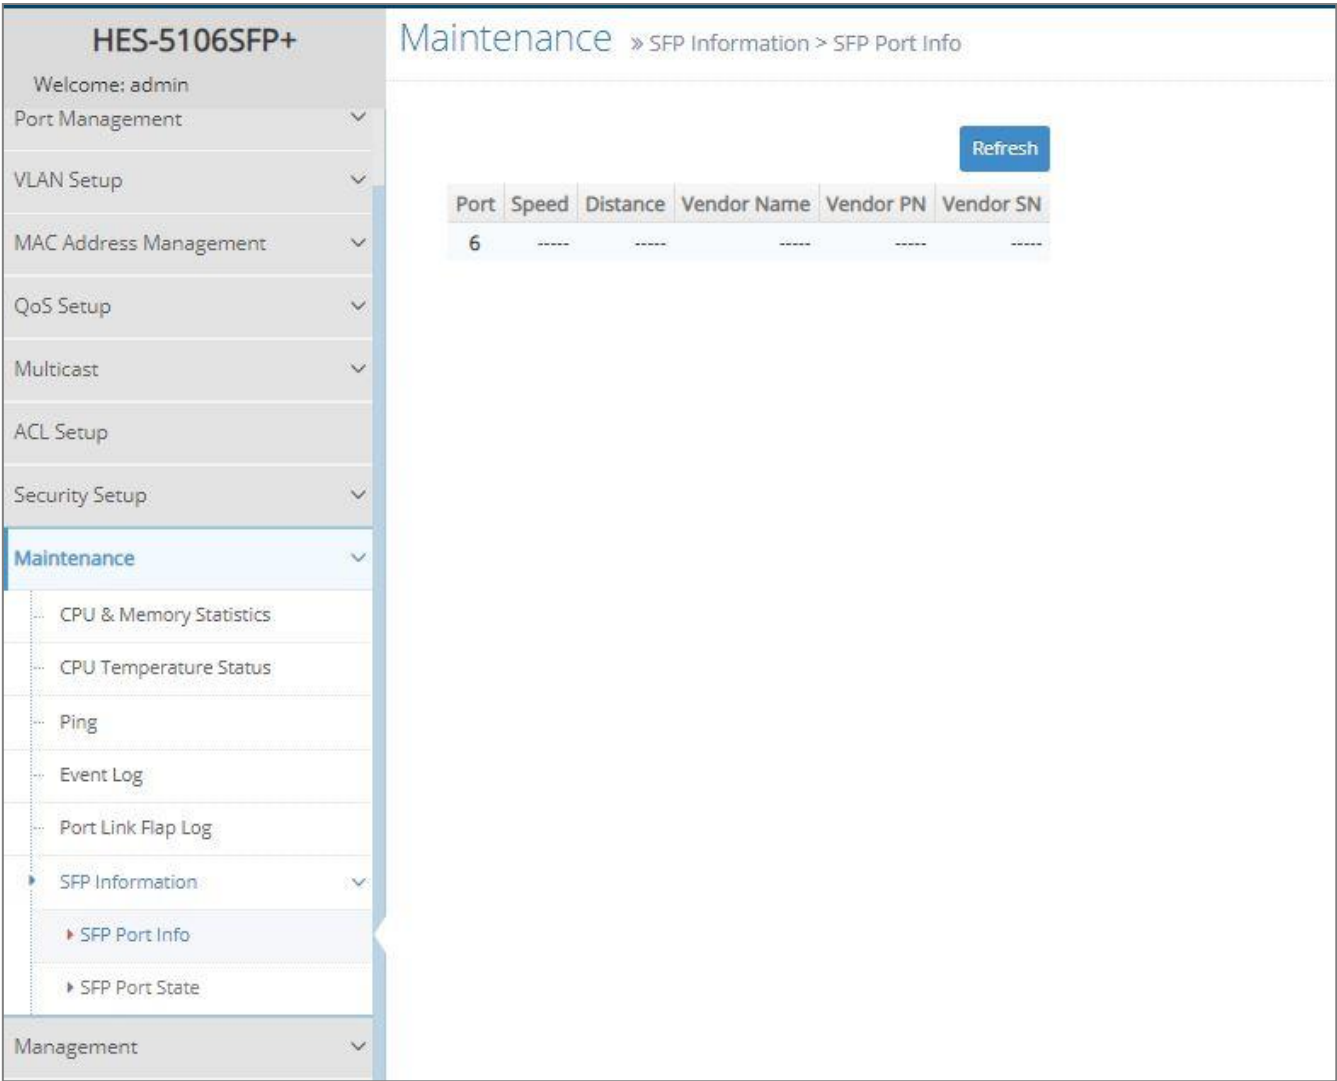 HES-5106SFP+
Welcome: admin
Port Management
VLAN Setup
MAC Address Management
QoS Setup
Multicast
ACL Setup
Security Setup
Maintenance
CPU & Memory Statistics
CPU Temperature Status
Ping
Event Log
Port Link Flap Log
SFP Information
SFP Port Info
SFP Port State
Management
Maintenance » SFP Information > SFP Port Info
Refresh
Port Speed Distance Vendor Name Vendor PN Vendor SN
6 ----- ----- ----- ----- -----